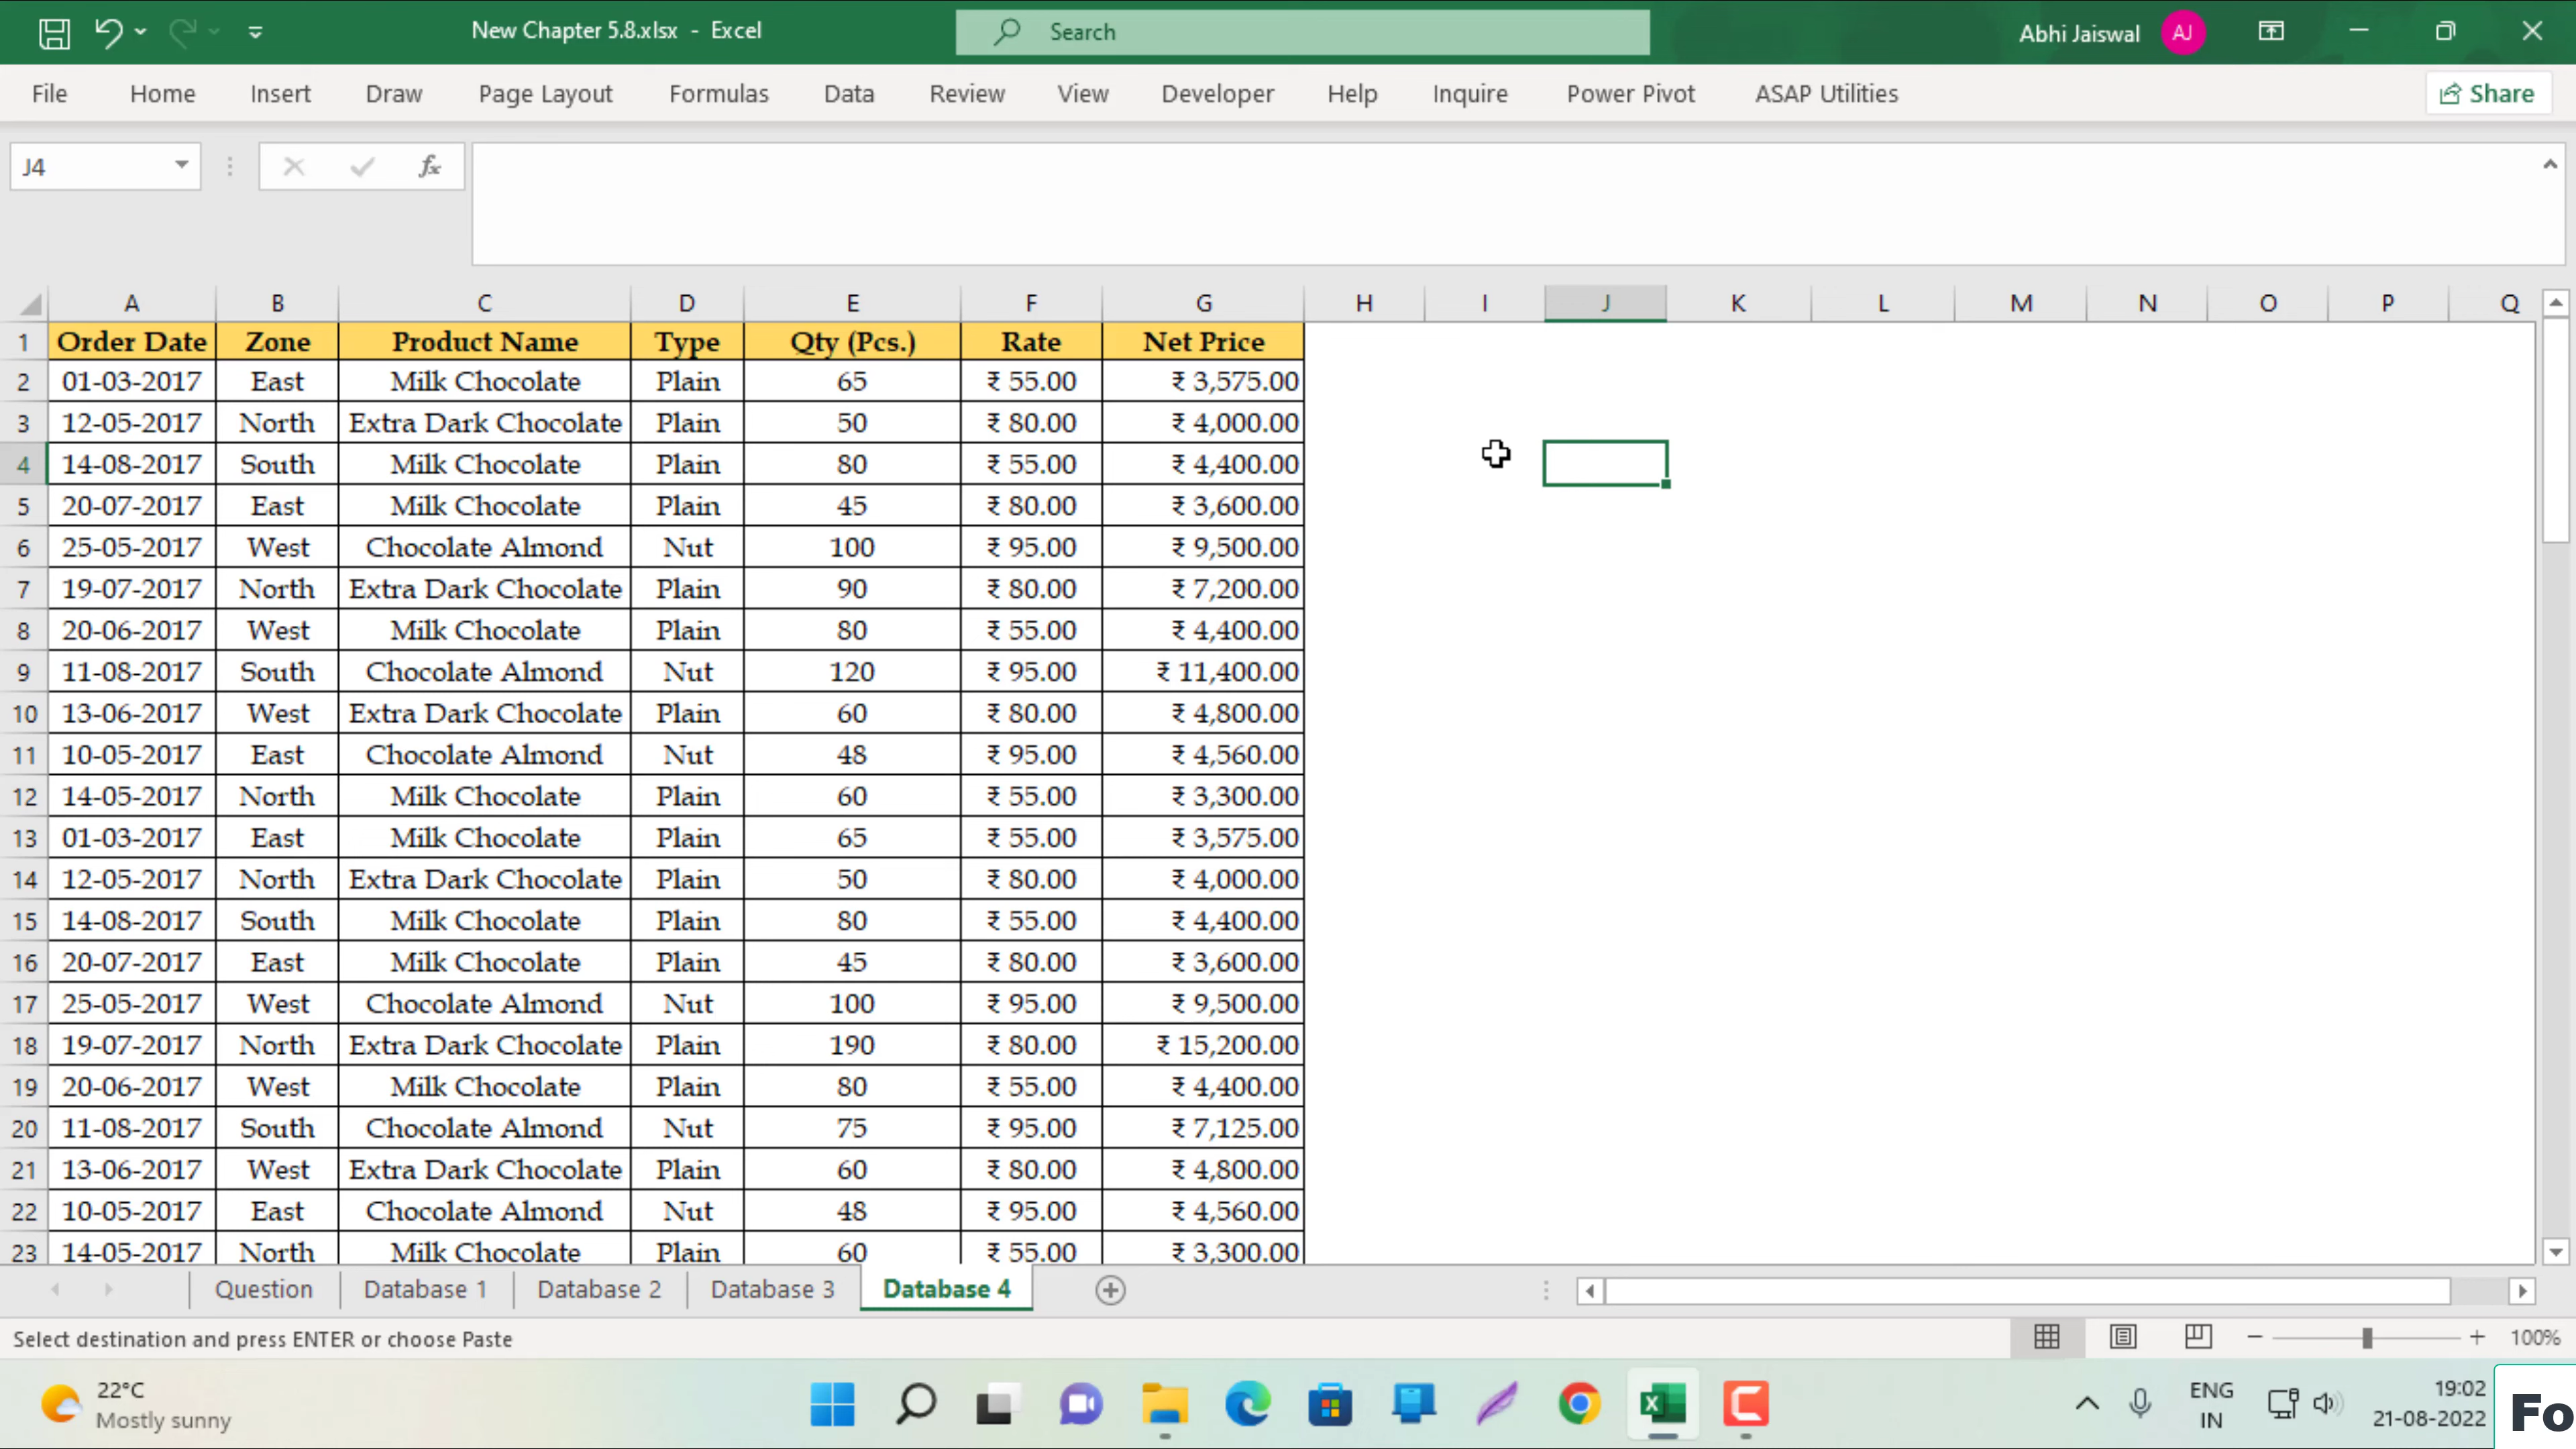 New Chapter 5.8.xlsx - Excel
Search
Abhi Jaiswal AJ
File Home Insert Draw Page Layout Formulas Data Review View Developer Help Inquire Power Pivot ASAP Utilities Share
J4 fx
A B C D E F G H I J K L M N O P Q
1 Order Date Zone Product Name Type Qty (Pcs.) Rate Net Price
2 01-03-2017 East Milk Chocolate Plain 65 ₹ 55.00 ₹ 3,575.00
3 12-05-2017 North Extra Dark Chocolate Plain 50 ₹ 80.00 ₹ 4,000.00
4 14-08-2017 South Milk Chocolate Plain 80 ₹ 55.00 ₹ 4,400.00
5 20-07-2017 East Milk Chocolate Plain 45 ₹ 80.00 ₹ 3,600.00
6 25-05-2017 West Chocolate Almond Nut 100 ₹ 95.00 ₹ 9,500.00
7 19-07-2017 North Extra Dark Chocolate Plain 90 ₹ 80.00 ₹ 7,200.00
8 20-06-2017 West Milk Chocolate Plain 80 ₹ 55.00 ₹ 4,400.00
9 11-08-2017 South Chocolate Almond Nut 120 ₹ 95.00 ₹ 11,400.00
10 13-06-2017 West Extra Dark Chocolate Plain 60 ₹ 80.00 ₹ 4,800.00
11 10-05-2017 East Chocolate Almond Nut 48 ₹ 95.00 ₹ 4,560.00
12 14-05-2017 North Milk Chocolate Plain 60 ₹ 55.00 ₹ 3,300.00
13 01-03-2017 East Milk Chocolate Plain 65 ₹ 55.00 ₹ 3,575.00
14 12-05-2017 North Extra Dark Chocolate Plain 50 ₹ 80.00 ₹ 4,000.00
15 14-08-2017 South Milk Chocolate Plain 80 ₹ 55.00 ₹ 4,400.00
16 20-07-2017 East Milk Chocolate Plain 45 ₹ 80.00 ₹ 3,600.00
17 25-05-2017 West Chocolate Almond Nut 100 ₹ 95.00 ₹ 9,500.00
18 19-07-2017 North Extra Dark Chocolate Plain 190 ₹ 80.00 ₹ 15,200.00
19 20-06-2017 West Milk Chocolate Plain 80 ₹ 55.00 ₹ 4,400.00
20 11-08-2017 South Chocolate Almond Nut 75 ₹ 95.00 ₹ 7,125.00
21 13-06-2017 West Extra Dark Chocolate Plain 60 ₹ 80.00 ₹ 4,800.00
22 10-05-2017 East Chocolate Almond Nut 48 ₹ 95.00 ₹ 4,560.00
23 14-05-2017 North Milk Chocolate Plain 60 ₹ 55.00 ₹ 3,300.00
Question Database 1 Database 2 Database 3 Database 4
Select destination and press ENTER or choose Paste 100%
22°C
Mostly sunny
ENG
IN
19:02
21-08-2022
Fo